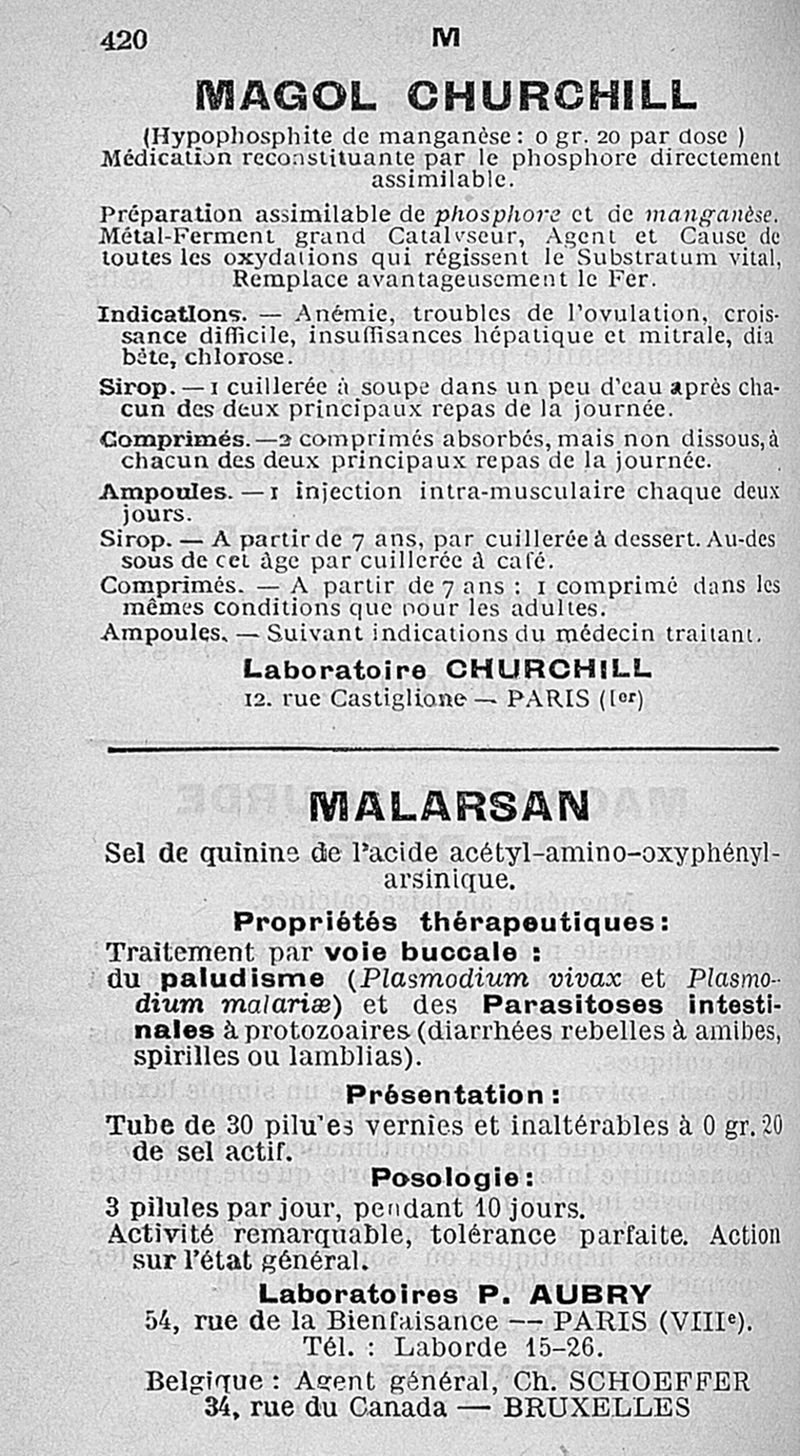 420 M
MAGOL CHURCHILL
(Hypophosphite de manganèse : 0 gr. 20 par dose )
Médication reconstituante par le phosphore directement
assimilable.
Préparation assimilable de phosphore et de manganèse.
Métal-Ferment grand Catalyseur, Agent et Cause de
toutes les oxydations qui régissent le Substratum vital,
Remplace avantageusement le Fer.
Indications. — Anémie, troubles de l'ovulation, crois-
sance difficile, insuffisances hépatique et mitrale, dia
bète, chlorose.
Sirop. — 1 cuillerée à soupe dans un peu d'eau après cha-
cun des deux principaux repas de la journée.
Comprimés. — 2 comprimés absorbés, mais non dissous, à
chacun des deux principaux repas de la journée.
Ampoules. — 1 injection intra-musculaire chaque deux
jours.
Sirop. — A partir de 7 ans, par cuillerée à dessert. Au-des
sous de cet âge par cuillerée à café.
Comprimés. — A partir de 7 ans : 1 comprimé dans les
mêmes conditions que pour les adultes.
Ampoules. — Suivant indications du médecin traitant.
Laboratoire CHURCHILL
12. rue Castiglione — PARIS (Ier)
MALARSAN
Sel de quinine de l'acide acétyl-amino-oxyphényl-
arsinique.
Propriétés thérapeutiques :
Traitement par voie buccale :
du paludisme (Plasmodium vivax et Plasmo-
dium malariæ) et des Parasitoses intesti-
nales à protozoaires (diarrhées rebelles à amibes,
spirilles ou lamblias).
Présentation :
Tube de 30 pilu'es vernies et inaltérables à 0 gr. 20
de sel actif.
Posologie :
3 pilules par jour, pendant 10 jours.
Activité remarquable, tolérance parfaite. Action
sur l'état général.
Laboratoires P. AUBRY
54, rue de la Bienfaisance — PARIS (VIIIe).
Tél. : Laborde 15-26.
Belgique : Agent général, Ch. SCHOEFFER
34, rue du Canada — BRUXELLES